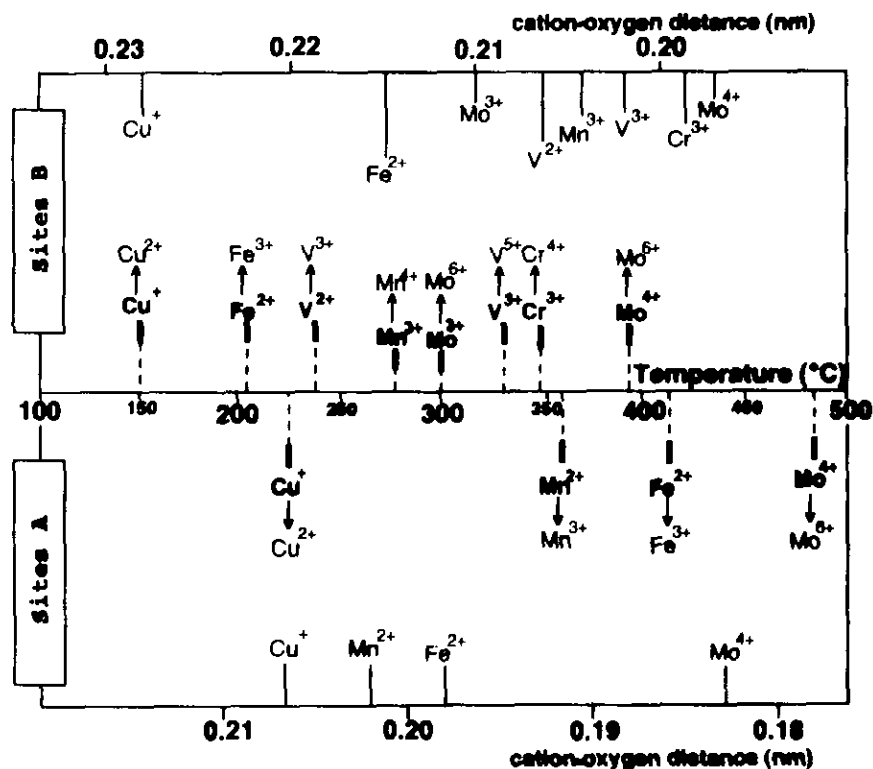 cation-oxygen distance (nm)
0.23 0.22 0.21 0.20
Sites B
Cu⁺ Fe²⁺ Mo³⁺ V²⁺ Mn³⁺ V³⁺ Cr³⁺ Mo⁴⁺
Cu²⁺ Fe³⁺ V³⁺ Mn⁴⁺ Mo⁶⁺ V⁵⁺ Cr⁴⁺ Mo⁶⁺
Cu⁺ Fe²⁺ V²⁺ Mn³⁺ Mo³⁺ V³⁺ Cr³⁺ Mo⁴⁺
Temperature (°C)
100 150 200 250 300 350 400 450 500
Sites A
Cu⁺ Mn²⁺ Fe²⁺ Mo⁴⁺
Cu²⁺ Mn³⁺ Fe³⁺ Mo⁶⁺
Cu⁺ Mn²⁺ Fe²⁺ Mo⁴⁺
0.21 0.20 0.19 0.18
cation-oxygen distance (nm)